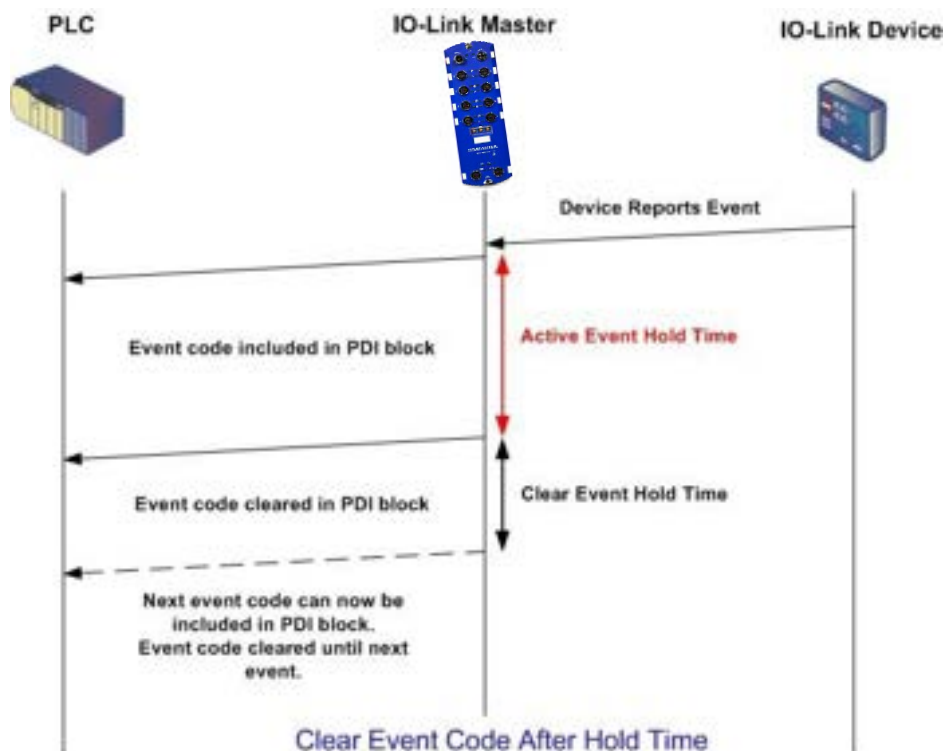 PLC
IO-Link Master
IO-Link Device
Device Reports Event
Event code included in PDI block
Active Event Hold Time
Event code cleared in PDI block
Clear Event Hold Time
Next event code can now be
included in PDI block.
Event code cleared until next
event.
Clear Event Code After Hold Time